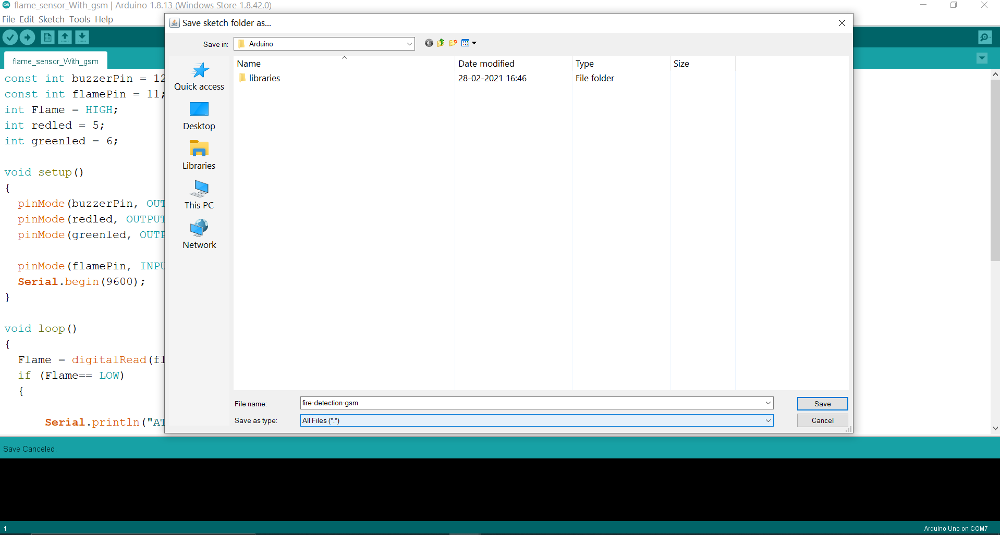 flame_sensor_With_gsm | Arduino 1.8.13 (Windows Store 1.8.42.0)
File Edit Sketch Tools Help
flame_sensor_With_gsm
const int buzzerPin = 12
const int flamePin = 11;
int Flame = HIGH;
int redled = 5;
int greenled = 6;
void setup()
{
pinMode(buzzerPin, OUT
pinMode(redled, OUTPUT
pinMode(greenled, OUTP
pinMode(flamePin, INPU
Serial.begin(9600);
}
void loop()
{
Flame = digitalRead(fl
if (Flame== LOW)
{
Serial.println("AT
Save sketch folder as...
Save in: Arduino
Quick access
Desktop
Libraries
This PC
Network
Name Date modified Type Size
libraries 28-02-2021 16:46 File folder
File name: fire-detection-gsm Save
Save as type: All Files (*.*) Cancel
Save Canceled.
1 Arduino Uno on COM7